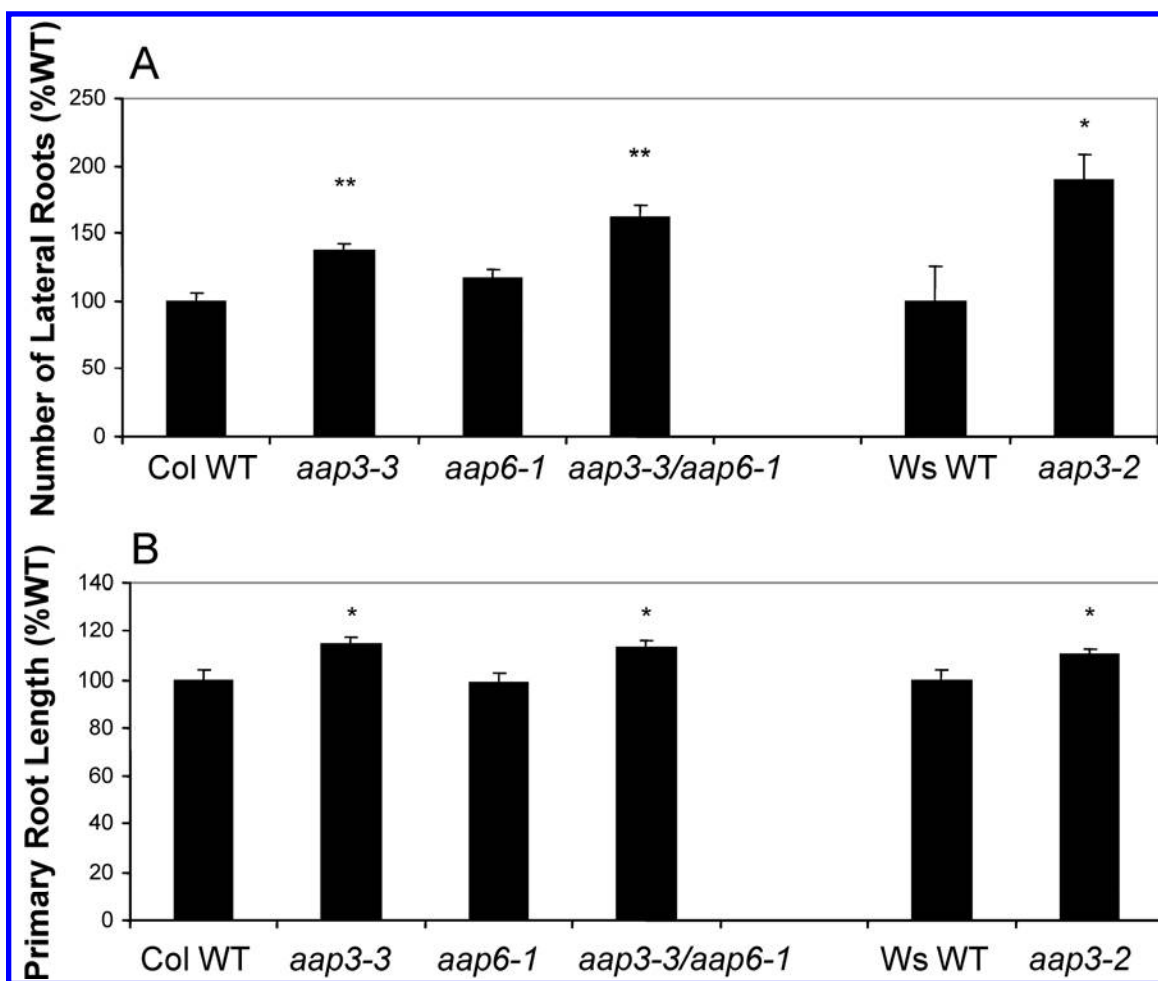 A
Number of Lateral Roots (%WT)
250
200
150
100
50
0
**
**
*
Col WT aap3-3 aap6-1 aap3-3/aap6-1 Ws WT aap3-2
B
Primary Root Length (%WT)
140
120
100
80
60
40
20
0
* * *
Col WT aap3-3 aap6-1 aap3-3/aap6-1 Ws WT aap3-2